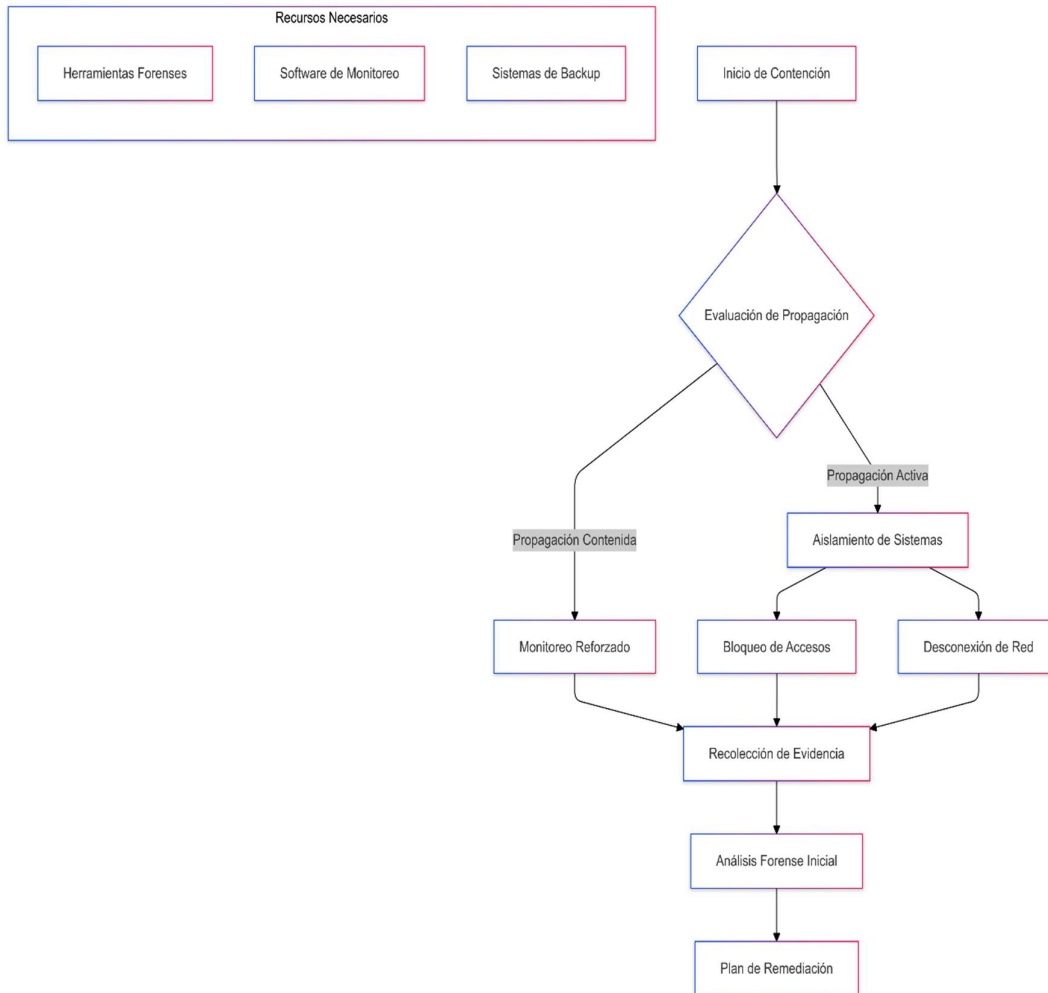 Recursos Necesarios
Herramientas Forenses
Software de Monitoreo
Sistemas de Backup
Inicio de Contención
Evaluación de Propagación
Propagación Activa
Propagación Contenida
Aislamiento de Sistemas
Monitoreo Reforzado
Bloqueo de Accesos
Desconexión de Red
Recolección de Evidencia
Análisis Forense Inicial
Plan de Remediación